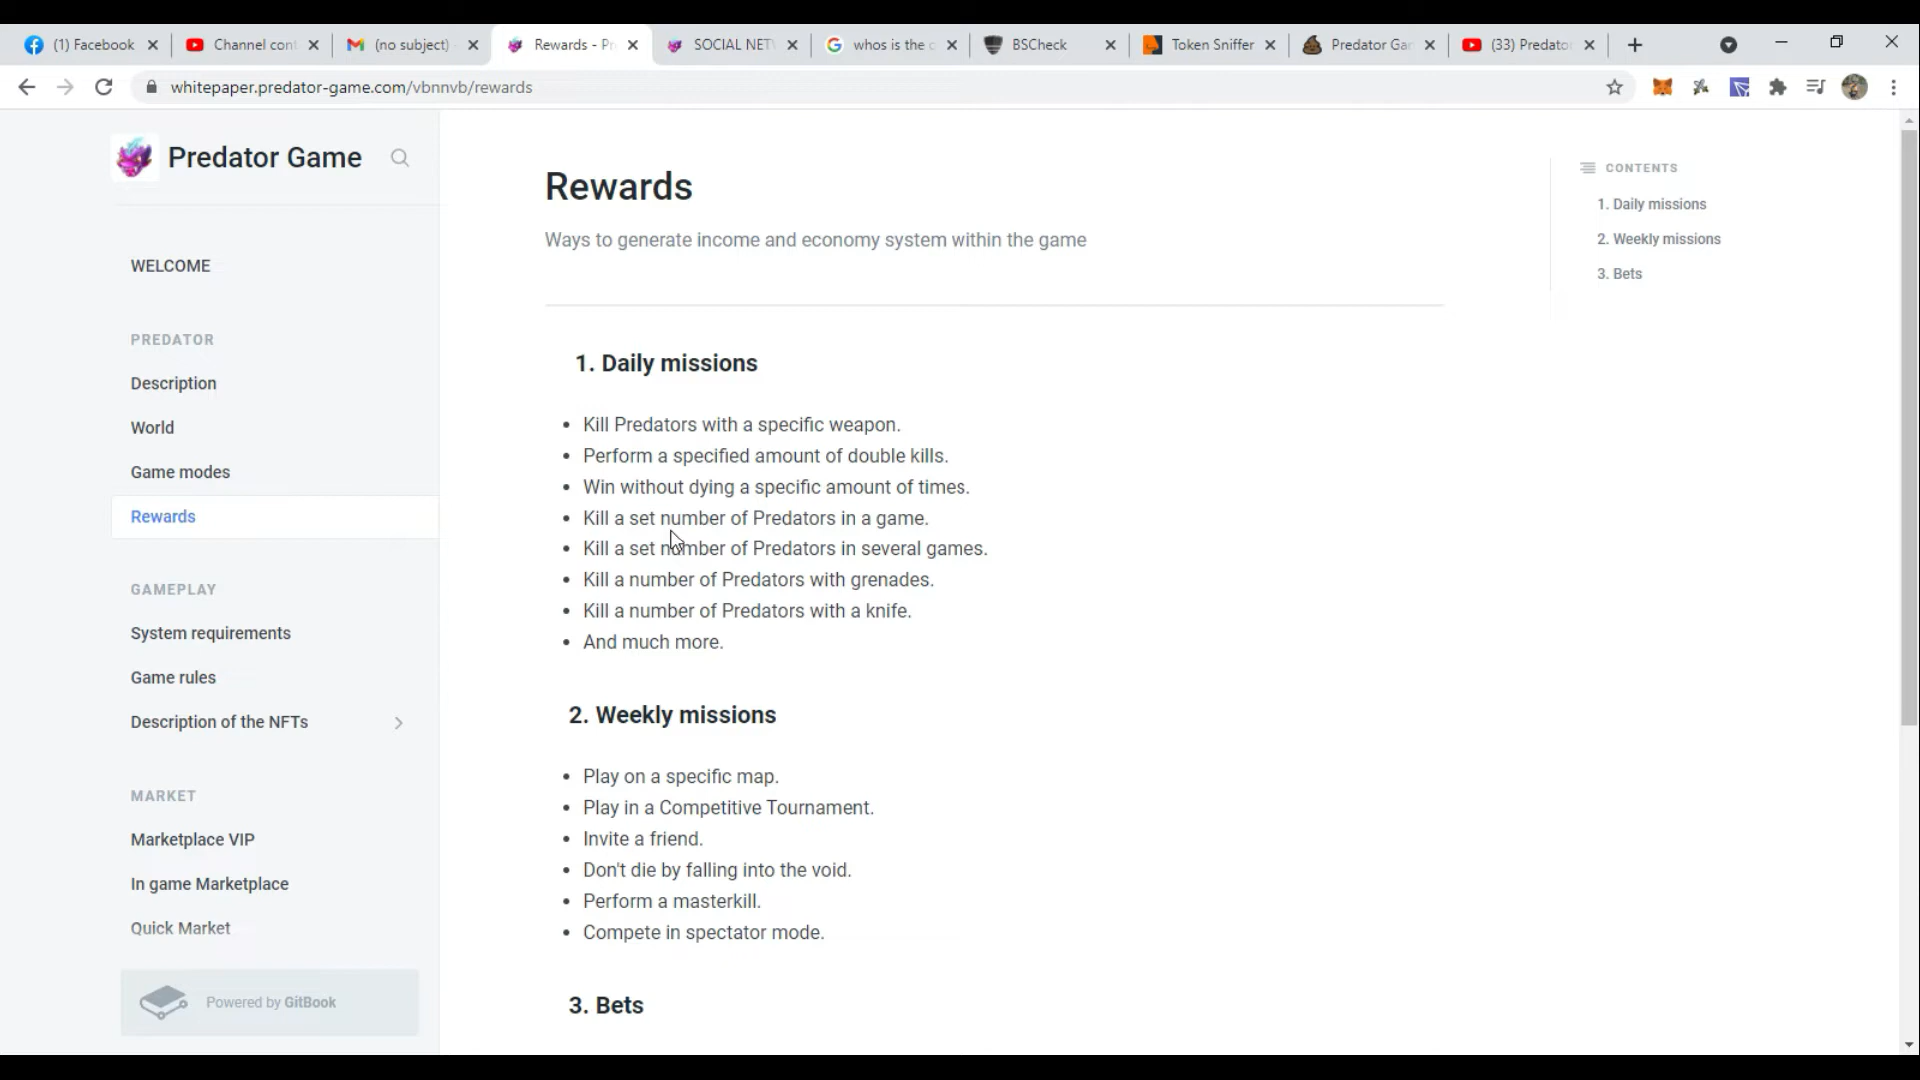 (1) Facebook
Channel cont
(no subject)
Rewards - Pr
SOCIAL NET
whos is the
BSCheck
Token Sniffer
Predator Ga
(33) Predato
whitepaper.predator-game.com/vbnnvb/rewards
Predator Game
WELCOME
PREDATOR
Description
World
Game modes
Rewards
GAMEPLAY
System requirements
Game rules
Description of the NFTs
MARKET
Marketplace VIP
In game Marketplace
Quick Market
Powered by GitBook
Rewards
Ways to generate income and economy system within the game
1. Daily missions
• Kill Predators with a specific weapon.
• Perform a specified amount of double kills.
• Win without dying a specific amount of times.
• Kill a set number of Predators in a game.
• Kill a set number of Predators in several games.
• Kill a number of Predators with grenades.
• Kill a number of Predators with a knife.
• And much more.
2. Weekly missions
• Play on a specific map.
• Play in a Competitive Tournament.
• Invite a friend.
• Don't die by falling into the void.
• Perform a masterkill.
• Compete in spectator mode.
3. Bets
CONTENTS
1. Daily missions
2. Weekly missions
3. Bets